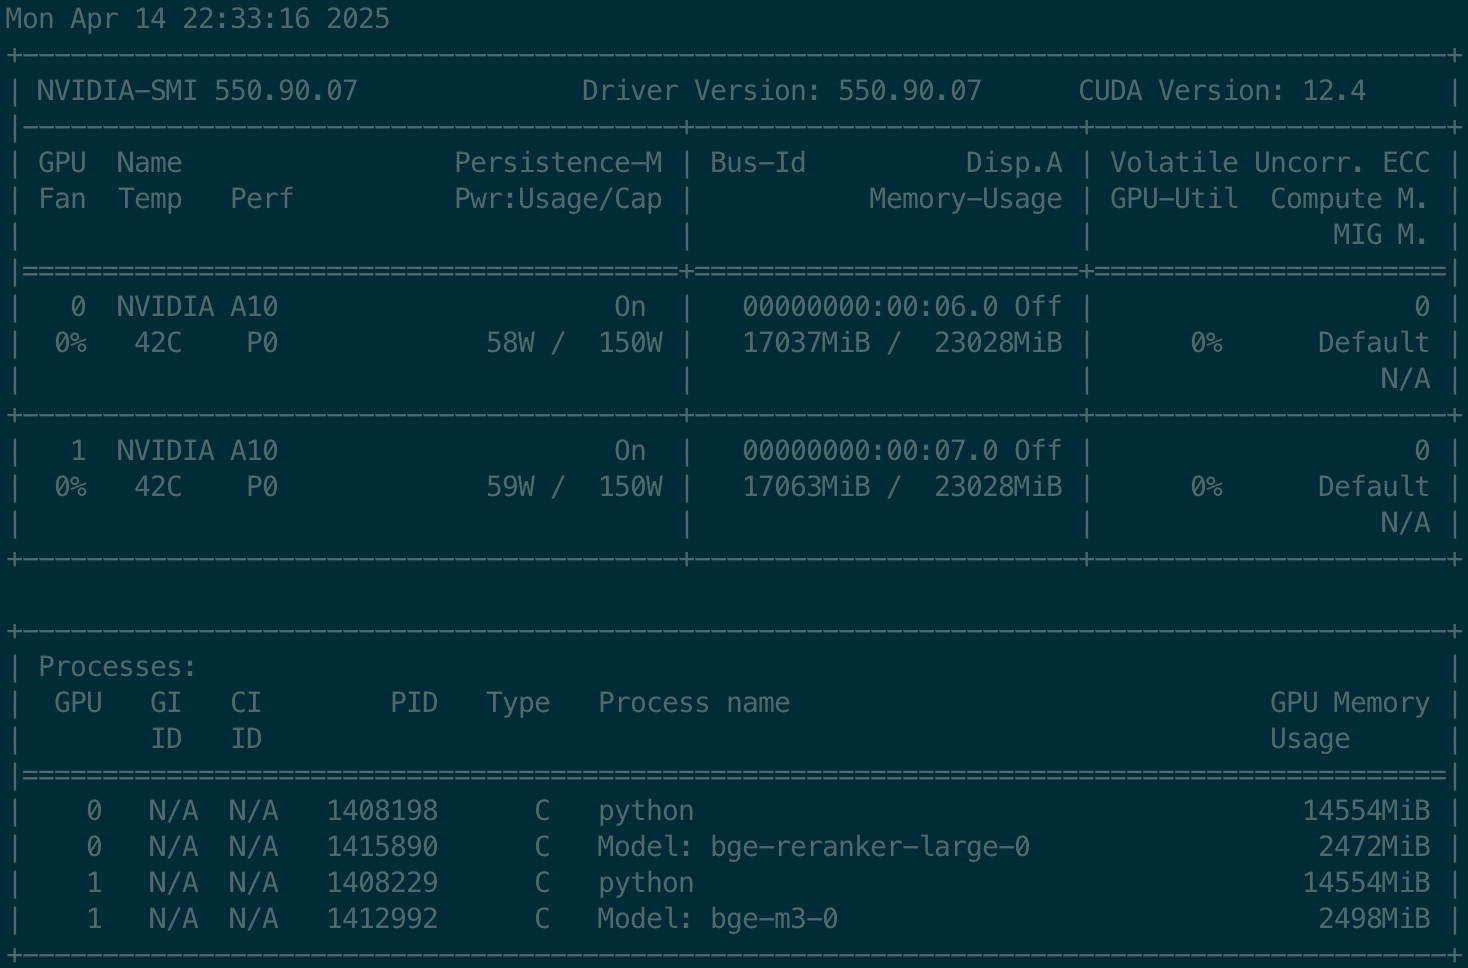 Mon Apr 14 22:33:16 2025
+-----------------------------------------------------------------------------------------+
| NVIDIA-SMI 550.90.07              Driver Version: 550.90.07      CUDA Version: 12.4     |
|-----------------------------------------+------------------------+----------------------+
| GPU  Name                 Persistence-M | Bus-Id          Disp.A | Volatile Uncorr. ECC |
| Fan  Temp   Perf          Pwr:Usage/Cap |           Memory-Usage | GPU-Util  Compute M. |
|                                         |                        |               MIG M. |
|=========================================+========================+======================|
|   0  NVIDIA A10                     On  |   00000000:00:06.0 Off |                    0 |
|  0%   42C    P0             58W /  150W |   17037MiB /  23028MiB |      0%      Default |
|                                         |                        |                  N/A |
+-----------------------------------------+------------------------+----------------------+
|   1  NVIDIA A10                     On  |   00000000:00:07.0 Off |                    0 |
|  0%   42C    P0             59W /  150W |   17063MiB /  23028MiB |      0%      Default |
|                                         |                        |                  N/A |
+-----------------------------------------+------------------------+----------------------+
+-----------------------------------------------------------------------------------------+
| Processes:                                                                              |
|  GPU   GI   CI        PID   Type   Process name                              GPU Memory |
|        ID   ID                                                               Usage      |
|=========================================================================================|
|    0   N/A  N/A   1408198      C   python                                      14554MiB |
|    0   N/A  N/A   1415890      C   Model: bge-reranker-large-0                  2472MiB |
|    1   N/A  N/A   1408229      C   python                                      14554MiB |
|    1   N/A  N/A   1412992      C   Model: bge-m3-0                              2498MiB |
+-----------------------------------------------------------------------------------------+